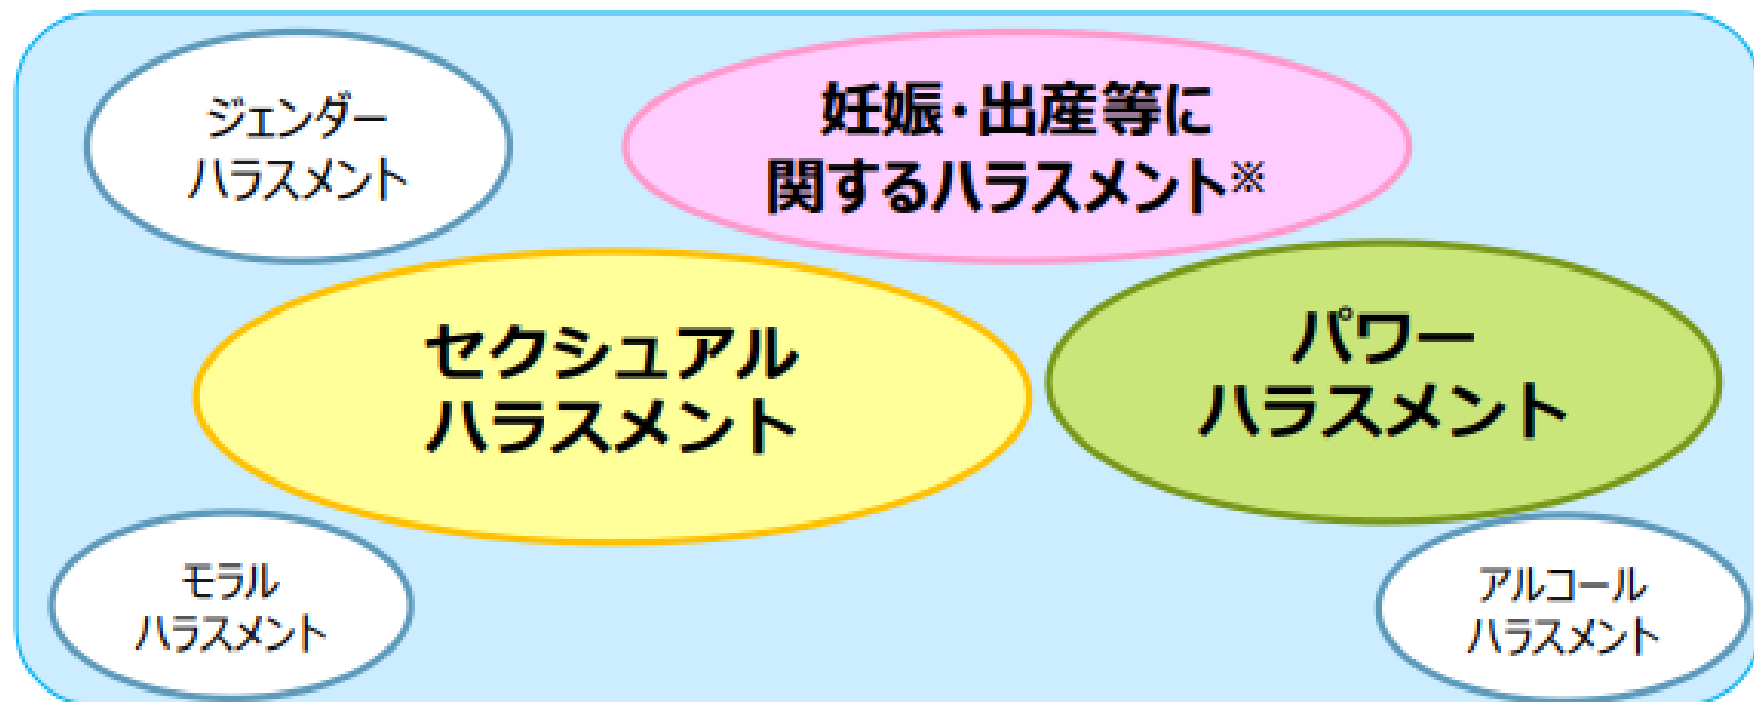 ジェンダー
ハラスメント
妊娠・出産等に
関するハラスメント※
セクシュアル
ハラスメント
パワー
ハラスメント
モラル
ハラスメント
アルコール
ハラスメント